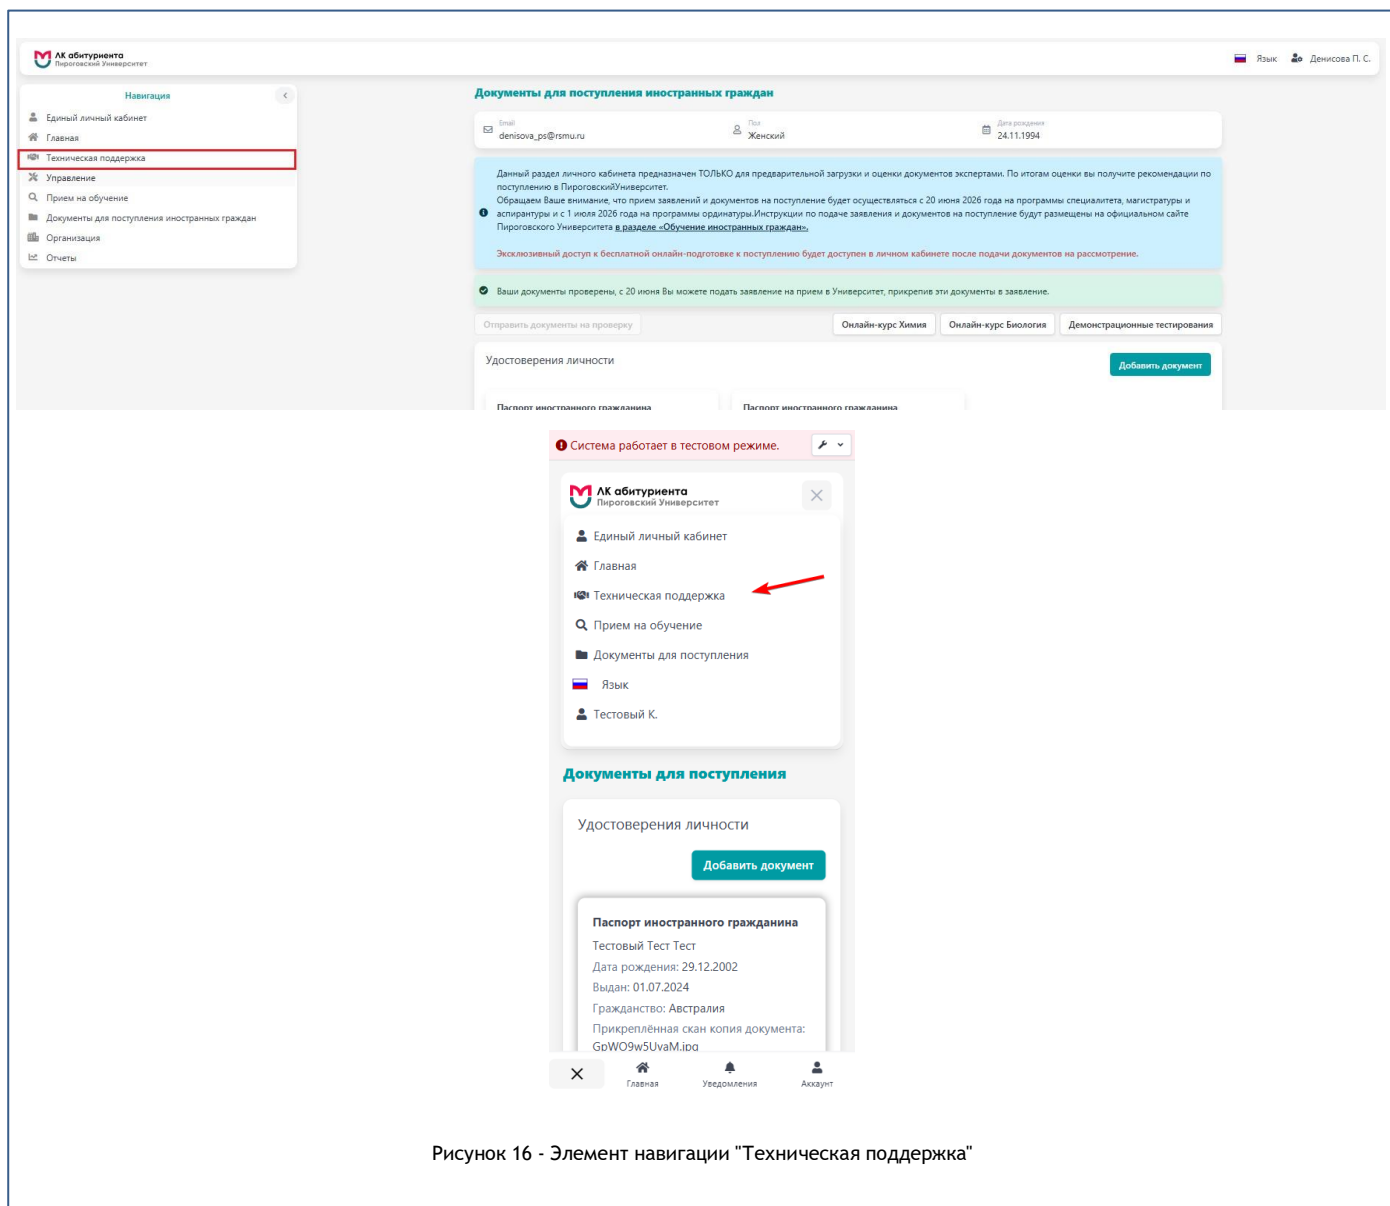 ЛК абитуриента
Пироговский Университет
Язык
Денисова П. С.
Навигация
Единый личный кабинет
Главная
Техническая поддержка
Управление
Прием на обучение
Документы для поступления иностранных граждан
Организация
Отчеты
Документы для поступления иностранных граждан
Email
denisova_ps@rsmu.ru
Пол
Женский
Дата рождения
24.11.1994
Данный раздел личного кабинета предназначен ТОЛЬКО для предварительной загрузки и оценки документов экспертами. По итогам оценки вы получите рекомендации по
поступлению в ПироговскийУниверситет.
Обращаем Ваше внимание, что прием заявлений и документов на поступление будет осуществляться с 20 июня 2026 года на программы специалитета, магистратуры и
аспирантуры и с 1 июля 2026 года на программы ординатуры.Инструкции по подаче заявления и документов на поступление будут размещены на официальном сайте
Пироговского Университета в разделе «Обучение иностранных граждан».
Эксклюзивный доступ к бесплатной онлайн-подготовке к поступлению будет доступен в личном кабинете после подачи документов на рассмотрение.
Ваши документы проверены, с 20 июня Вы можете подать заявление на прием в Университет, прикрепив эти документы в заявление.
Отправить документы на проверку
Онлайн-курс Химия
Онлайн-курс Биология
Демонстрационные тестирования
Удостоверения личности
Добавить документ
Паспорт иностранного гражданина
Паспорт иностранного гражданина
Система работает в тестовом режиме.
ЛК абитуриента
Пироговский Университет
Единый личный кабинет
Главная
Техническая поддержка
Прием на обучение
Документы для поступления
Язык
Тестовый К.
Документы для поступления
Удостоверения личности
Добавить документ
Паспорт иностранного гражданина
Тестовый Тест Тест
Дата рождения: 29.12.2002
Выдан: 01.07.2024
Гражданство: Австралия
Прикреплённая скан копия документа:
GpWO9w5UvaM.jpg
Главная
Уведомления
Аккаунт
Рисунок 16 - Элемент навигации "Техническая поддержка"